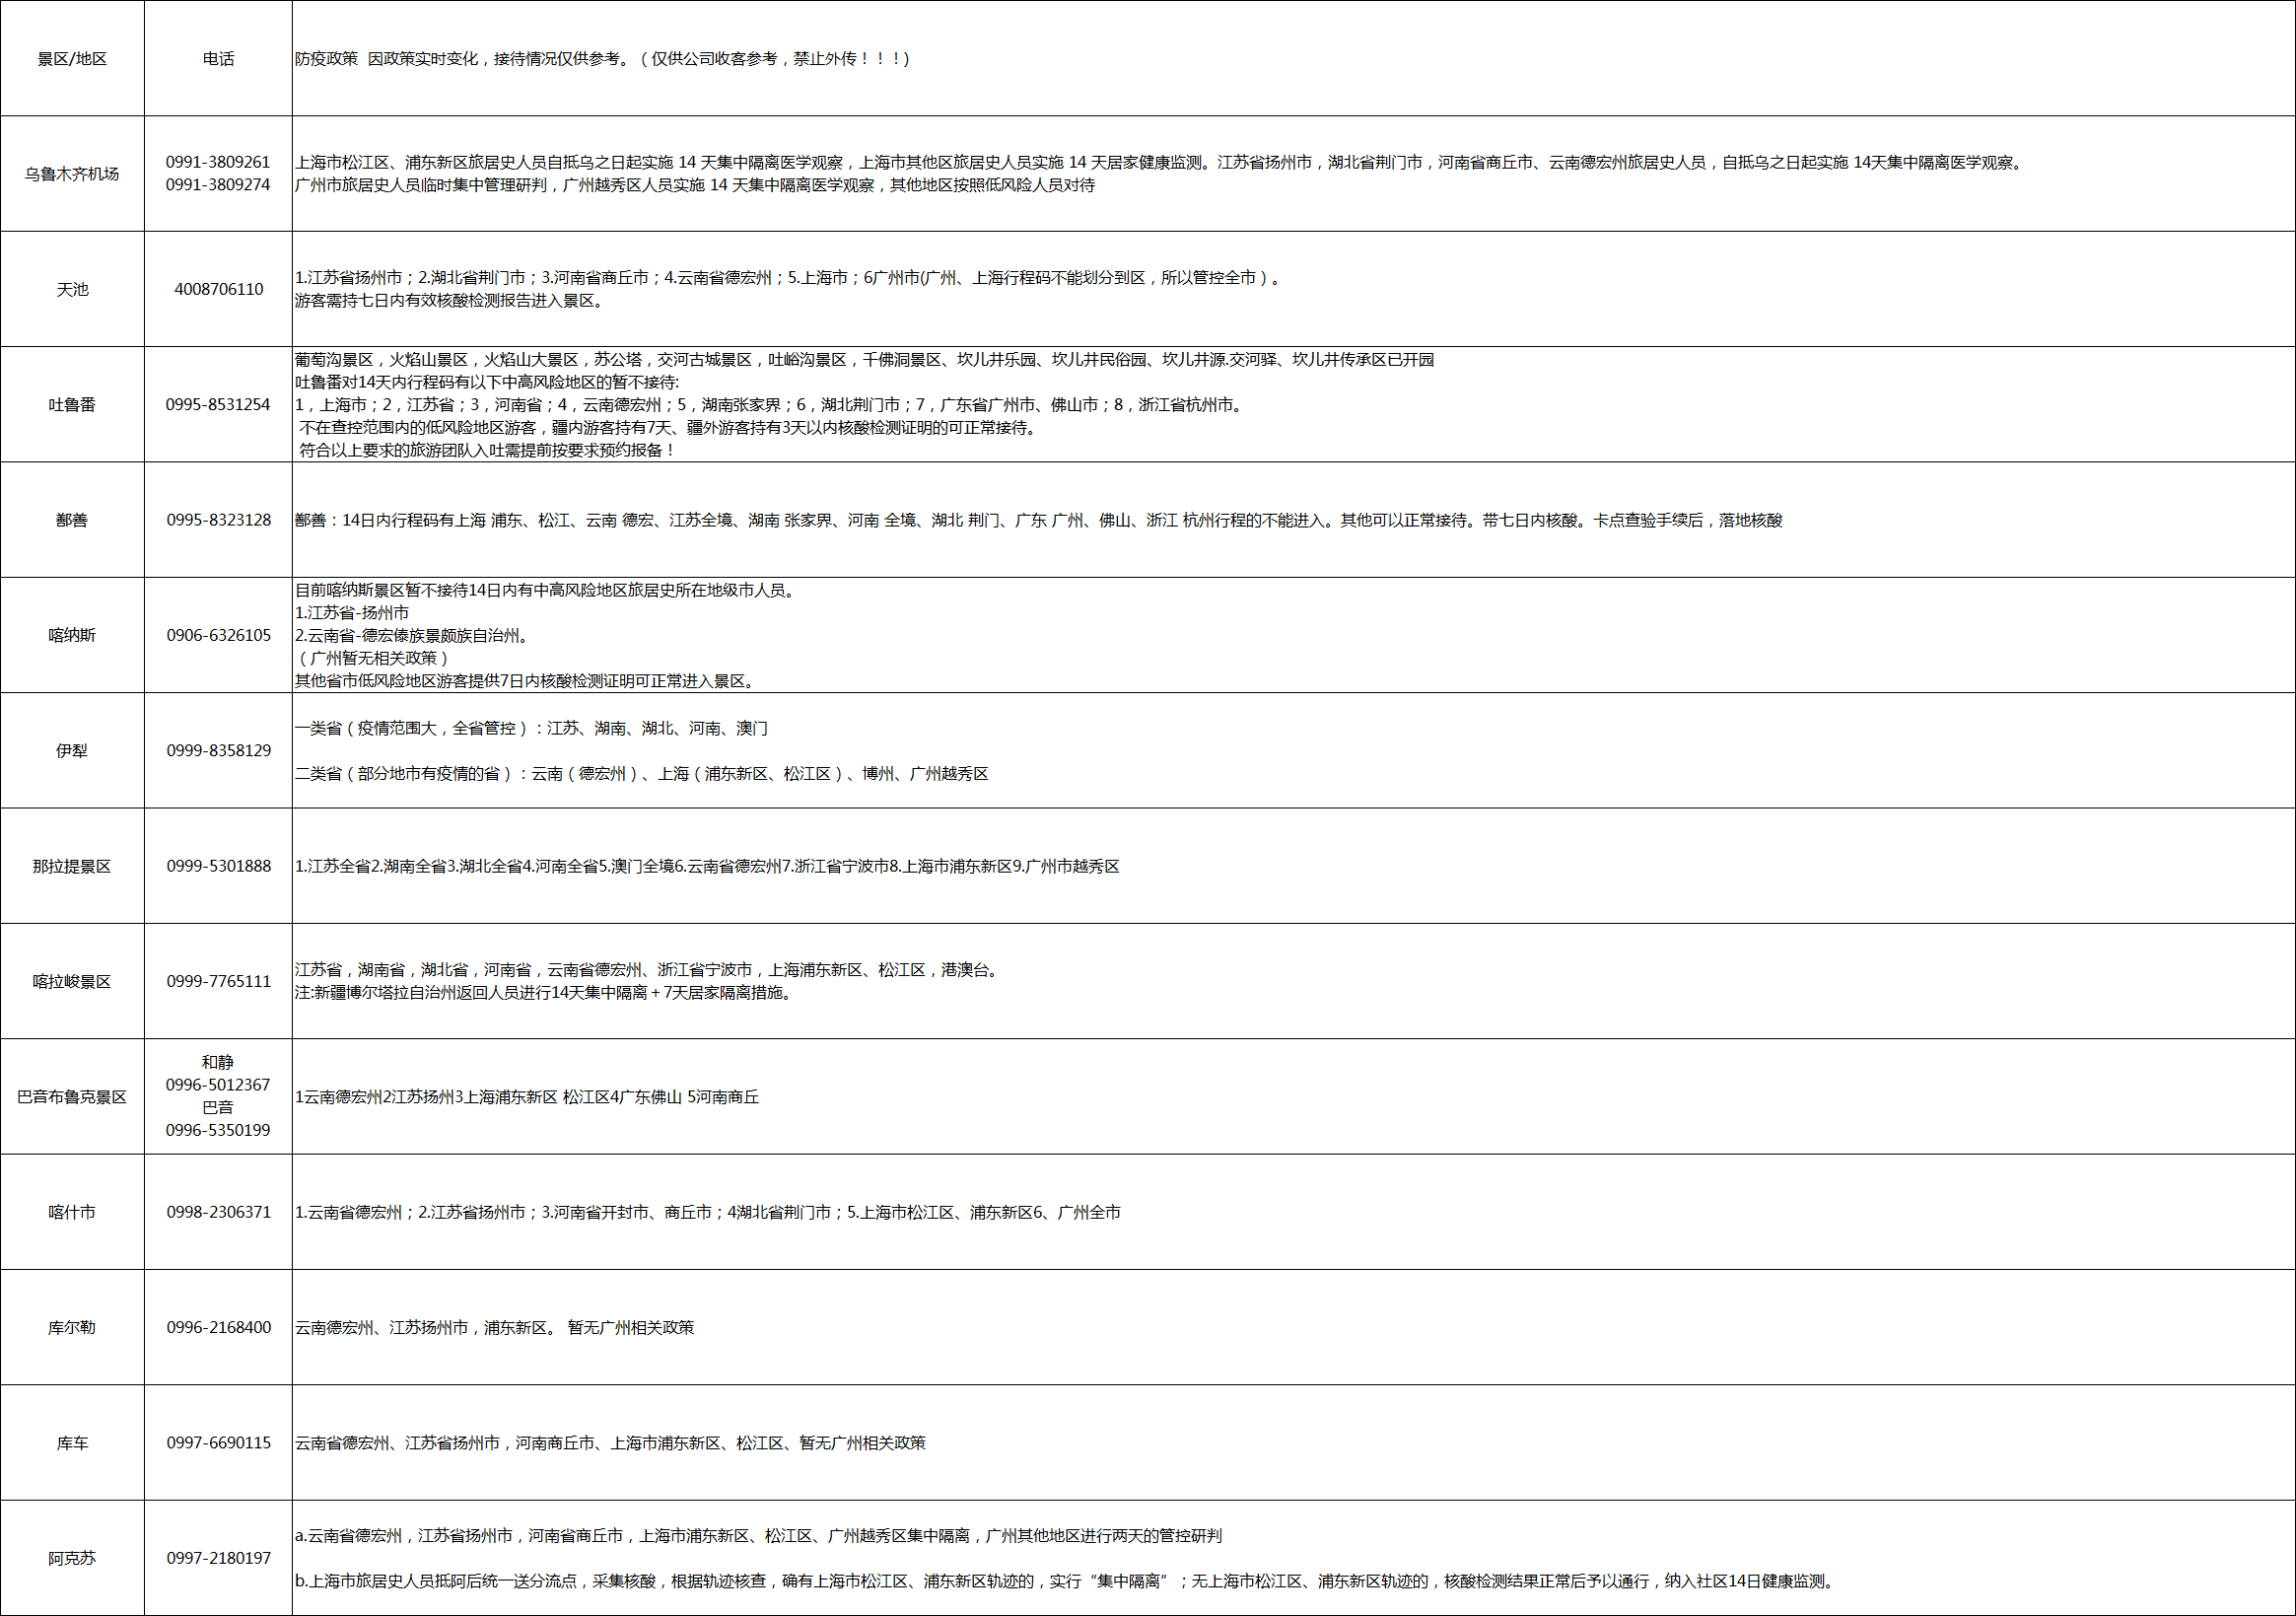 景区/地区
电话
防疫政策  因政策实时变化，接待情况仅供参考。（仅供公司收客参考，禁止外传！！！)
乌鲁木齐机场
0991-3809261
0991-3809274
上海市松江区、浦东新区旅居史人员自抵乌之日起实施 14 天集中隔离医学观察，上海市其他区旅居史人员实施 14 天居家健康监测。江苏省扬州市，湖北省荆门市，河南省商丘市、云南德宏州旅居史人员，自抵乌之日起实施 14天集中隔离医学观察。
广州市旅居史人员临时集中管理研判，广州越秀区人员实施 14 天集中隔离医学观察，其他地区按照低风险人员对待
天池
4008706110
1.江苏省扬州市；2.湖北省荆门市；3.河南省商丘市；4.云南省德宏州；5.上海市；6广州市(广州、上海行程码不能划分到区，所以管控全市）。
游客需持七日内有效核酸检测报告进入景区。
吐鲁番
0995-8531254
葡萄沟景区，火焰山景区，火焰山大景区，苏公塔，交河古城景区，吐峪沟景区，千佛洞景区、坎儿井乐园、坎儿井民俗园、坎儿井源.交河驿、坎儿井传承区已开园
吐鲁番对14天内行程码有以下中高风险地区的暂不接待:
1，上海市；2，江苏省；3，河南省；4，云南德宏州；5，湖南张家界；6，湖北荆门市；7，广东省广州市、佛山市；8，浙江省杭州市。
不在查控范围内的低风险地区游客，疆内游客持有7天、疆外游客持有3天以内核酸检测证明的可正常接待。
符合以上要求的旅游团队入吐需提前按要求预约报备！
鄯善
0995-8323128
鄯善：14日内行程码有上海 浦东、松江、云南 德宏、江苏全境、湖南 张家界、河南 全境、湖北 荆门、广东 广州、佛山、浙江 杭州行程的不能进入。其他可以正常接待。带七日内核酸。卡点查验手续后，落地核酸
喀纳斯
0906-6326105
目前喀纳斯景区暂不接待14日内有中高风险地区旅居史所在地级市人员。
1.江苏省-扬州市
2.云南省-德宏傣族景颇族自治州。
（广州暂无相关政策）
其他省市低风险地区游客提供7日内核酸检测证明可正常进入景区。
伊犁
0999-8358129
一类省（疫情范围大，全省管控）：江苏、湖南、湖北、河南、澳门
二类省（部分地市有疫情的省）：云南（德宏州）、上海（浦东新区、松江区）、博州、广州越秀区
那拉提景区
0999-5301888
1.江苏全省2.湖南全省3.湖北全省4.河南全省5.澳门全境6.云南省德宏州7.浙江省宁波市8.上海市浦东新区9.广州市越秀区
喀拉峻景区
0999-7765111
江苏省，湖南省，湖北省，河南省，云南省德宏州、浙江省宁波市，上海浦东新区、松江区，港澳台。
注:新疆博尔塔拉自治州返回人员进行14天集中隔离＋7天居家隔离措施。
巴音布鲁克景区
和静
0996-5012367
巴音
0996-5350199
1云南德宏州2江苏扬州3上海浦东新区 松江区4广东佛山 5河南商丘
喀什市
0998-2306371
1.云南省德宏州；2.江苏省扬州市；3.河南省开封市、商丘市；4湖北省荆门市；5.上海市松江区、浦东新区6、广州全市
库尔勒
0996-2168400
云南德宏州、江苏扬州市，浦东新区。 暂无广州相关政策
库车
0997-6690115
云南省德宏州、江苏省扬州市，河南商丘市、上海市浦东新区、松江区、暂无广州相关政策
阿克苏
0997-2180197
a.云南省德宏州，江苏省扬州市，河南省商丘市，上海市浦东新区、松江区、广州越秀区集中隔离，广州其他地区进行两天的管控研判
b.上海市旅居史人员抵阿后统一送分流点，采集核酸，根据轨迹核查，确有上海市松江区、浦东新区轨迹的，实行“集中隔离”；无上海市松江区、浦东新区轨迹的，核酸检测结果正常后予以通行，纳入社区14日健康监测。